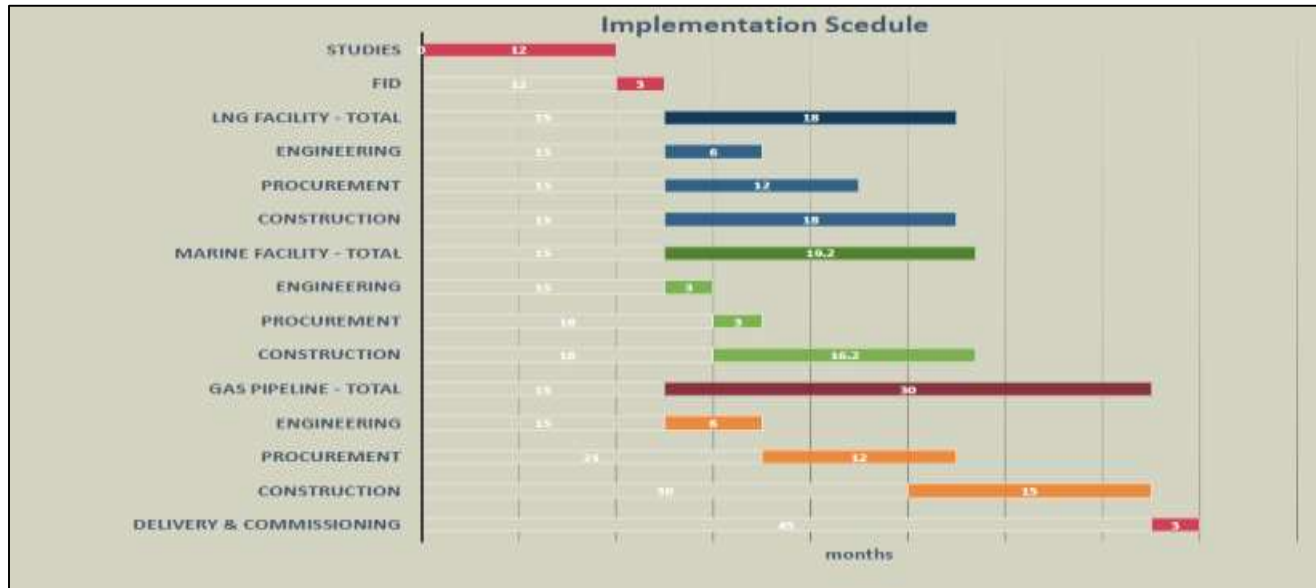 Implementation Scedule
STUDIES 0 12
FID 12 3
LNG FACILITY - TOTAL 15 18
ENGINEERING 15 6
PROCUREMENT 15 12
CONSTRUCTION 15 18
MARINE FACILITY - TOTAL 15 19.2
ENGINEERING 15 3
PROCUREMENT 18 3
CONSTRUCTION 18 16.2
GAS PIPELINE - TOTAL 15 30
ENGINEERING 15 6
PROCUREMENT 21 12
CONSTRUCTION 30 15
DELIVERY & COMMISSIONING 45 3
months